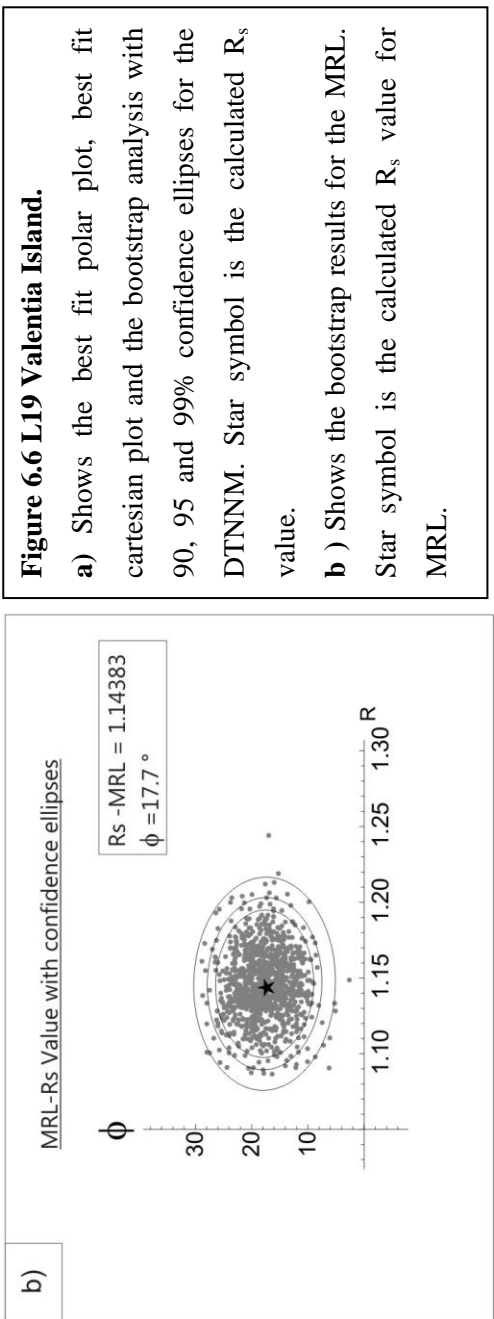 b)
MRL-Rs Value with confidence ellipses
Rs -MRL = 1.14383
ϕ =17.7 °
ϕ
30
20
10
1.10
1.15
1.20
1.25
1.30
R
Figure 6.6 L19 Valentia Island.
a) Shows the best fit polar plot, best fit
cartesian plot and the bootstrap analysis with
90, 95 and 99% confidence ellipses for the
DTNNM. Star symbol is the calculated Rs
value.
b ) Shows the bootstrap results for the MRL.
Star symbol is the calculated Rs value for
MRL.